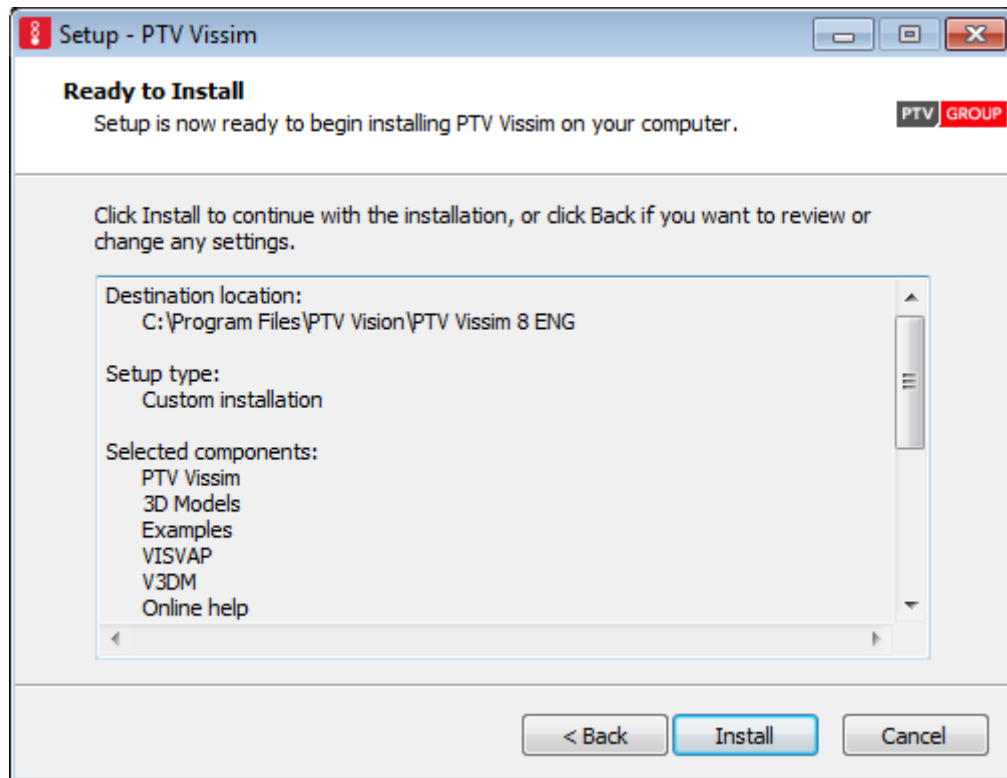 Setup - PTV Vissim
Ready to Install
Setup is now ready to begin installing PTV Vissim on your computer.
PTV GROUP
Click Install to continue with the installation, or click Back if you want to review or
change any settings.
Destination location:
C:\Program Files\PTV Vision\PTV Vissim 8 ENG
Setup type:
Custom installation
Selected components:
PTV Vissim
3D Models
Examples
VISVAP
V3DM
Online help
< Back
Install
Cancel